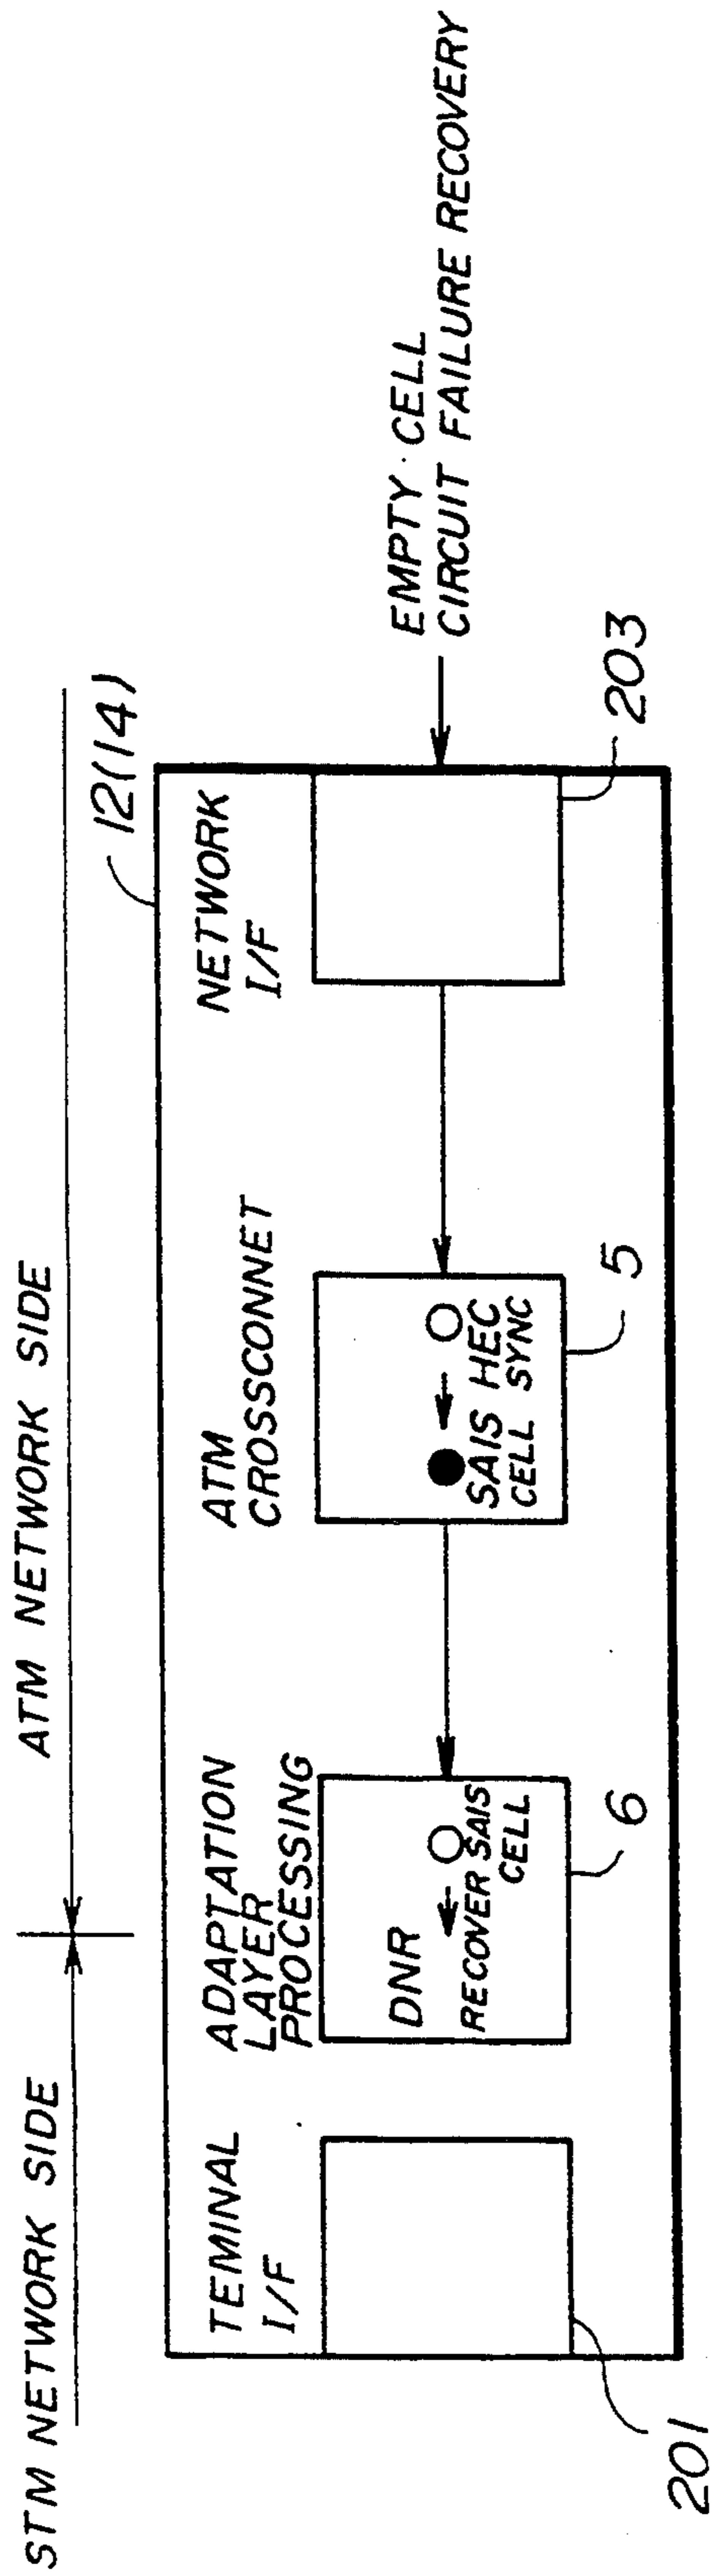 STM NETWORK SIDE
ATM NETWORK SIDE
12(14)
TEMINAL
I/F
ADAPTATION
LAYER
PROCESSING
ATM
CROSSCONNET
NETWORK
I/F
EMPTY CELL
CIRCUIT FAILURE RECOVERY
DNR
RECOVER SAIS
CELL
SAIS HEC
CELL SYNC
201
6
5
203